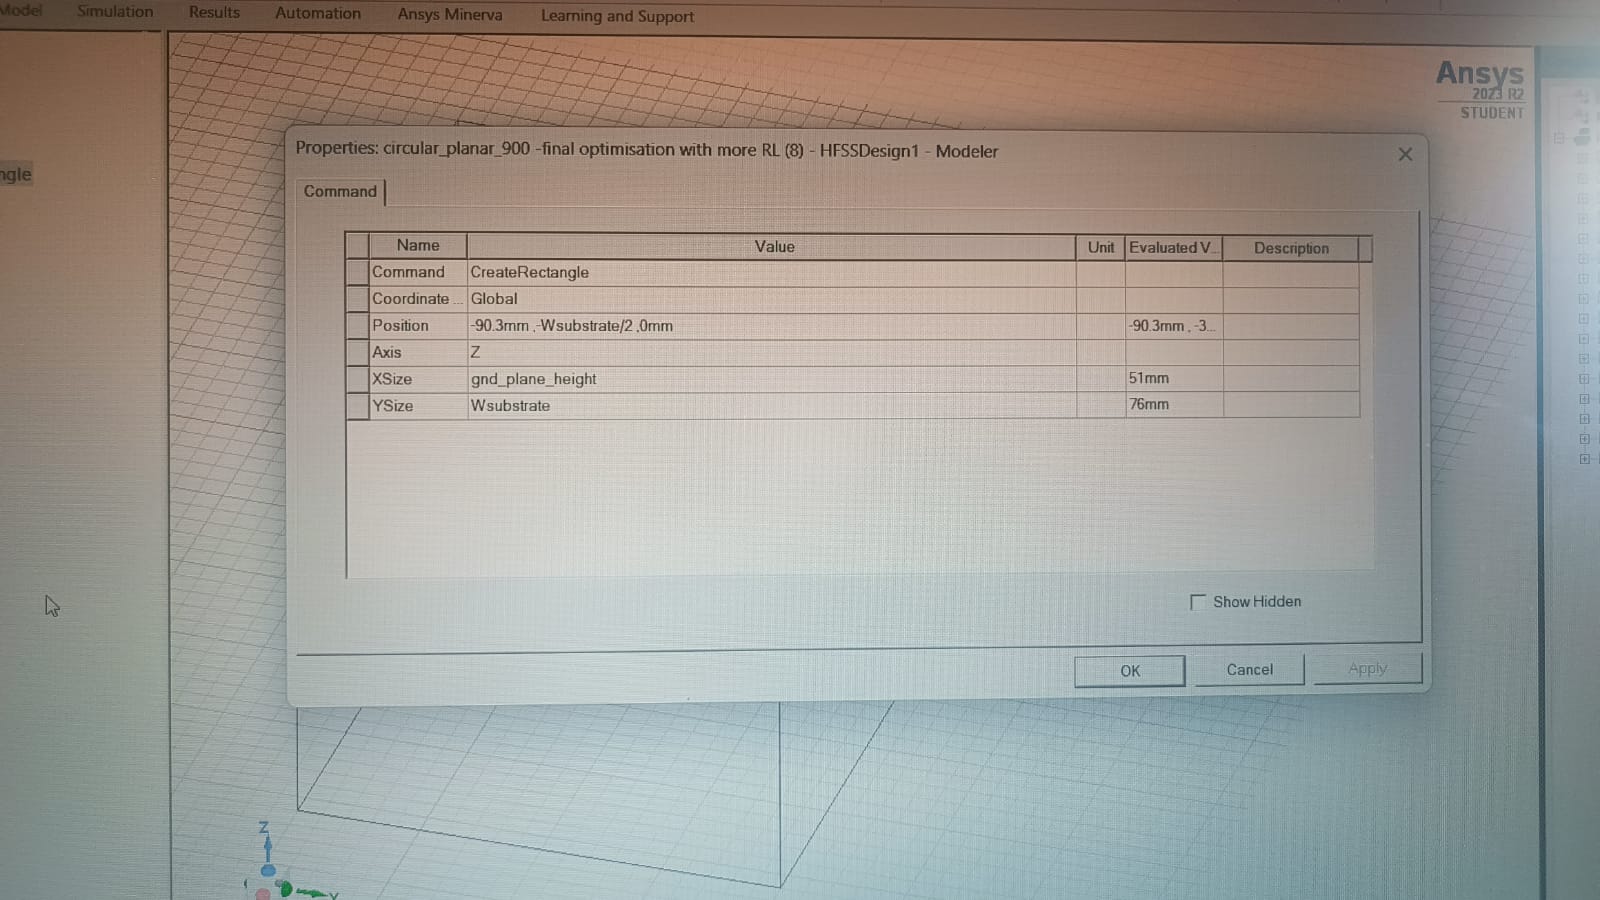 Model Simulation Results Automation Ansys Minerva Learning and Support
Ansys
2023 R2
STUDENT
Properties: circular_planar_900 -final optimisation with more RL (8) - HFSSDesign1 - Modeler
ngle
Command
Name Value Unit Evaluated V... Description
Command CreateRectangle
Coordinate ... Global
Position -90.3mm ,-Wsubstrate/2 ,0mm -90.3mm , -3...
Axis Z
XSize gnd_plane_height 51mm
YSize Wsubstrate 76mm
Show Hidden
OK Cancel Apply
Z
Y